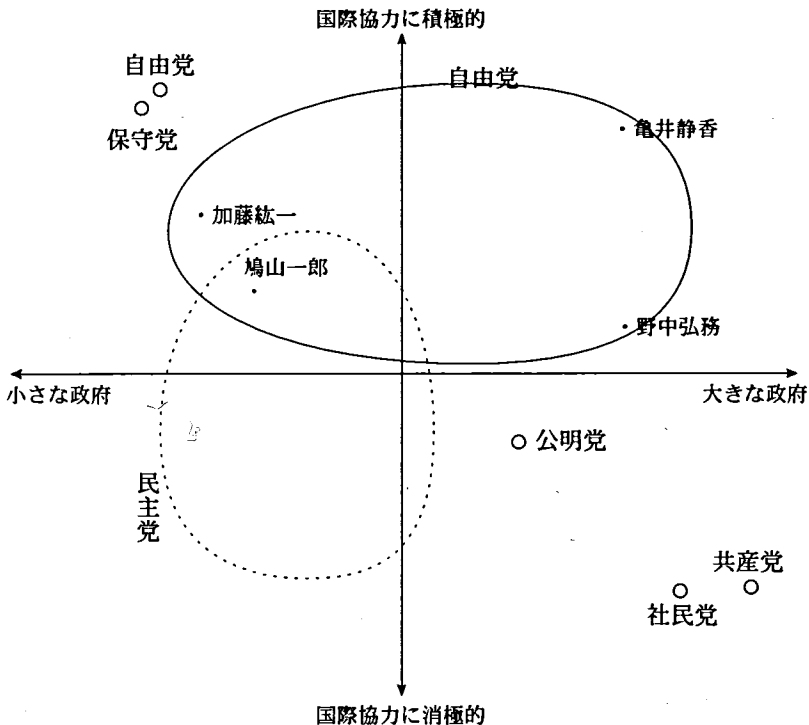 国際協力に積極的
自由党
自由党
保守党
亀井静香
加藤紘一
鳩山一郎
野中弘務
小さな政府
大きな政府
公明党
民主党
共産党
社民党
国際協力に消極的